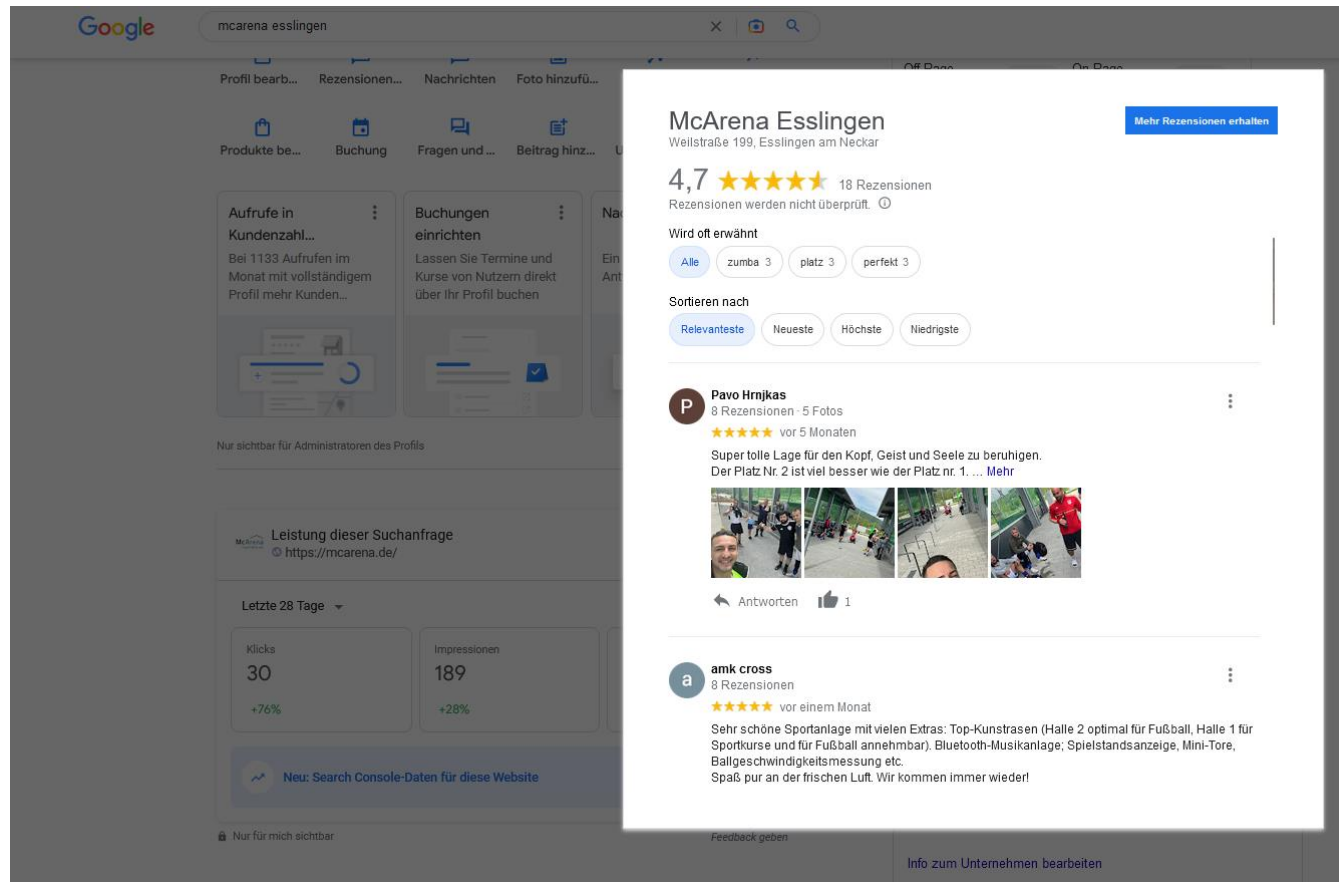 Google
mcarena esslingen
Profil bearb... Rezensionen... Nachrichten Foto hinzufü...
Off Page On Page
Produkte be... Buchung Fragen und ... Beitrag hinz... U
Aufrufe in
Kundenzahl...
Bei 1133 Aufrufen im
Monat mit vollständigem
Profil mehr Kunden...
Buchungen
einrichten
Lassen Sie Termine und
Kurse von Nutzern direkt
über Ihr Profil buchen
Nac
Ein
Ant
Nur sichtbar für Administratoren des Profils
McArena
Leistung dieser Suchanfrage
https://mcarena.de/
Letzte 28 Tage
Klicks
30
+76%
Impressionen
189
+28%
Neu: Search Console-Daten für diese Website
Nur für mich sichtbar
Feedback geben
Info zum Unternehmen bearbeiten
McArena Esslingen
Weilstraße 199, Esslingen am Neckar
Mehr Rezensionen erhalten
4,7 18 Rezensionen
Rezensionen werden nicht überprüft.
Wird oft erwähnt
Alle zumba 3 platz 3 perfekt 3
Sortieren nach
Relevanteste Neueste Höchste Niedrigste
P
Pavo Hrnjkas
8 Rezensionen · 5 Fotos
vor 5 Monaten
Super tolle Lage für den Kopf, Geist und Seele zu beruhigen.
Der Platz Nr. 2 ist viel besser wie der Platz nr. 1. ... Mehr
Antworten 1
a
amk cross
8 Rezensionen
vor einem Monat
Sehr schöne Sportanlage mit vielen Extras: Top-Kunstrasen (Halle 2 optimal für Fußball, Halle 1 für
Sportkurse und für Fußball annehmbar). Bluetooth-Musikanlage; Spielstandsanzeige, Mini-Tore,
Ballgeschwindigkeitsmessung etc.
Spaß pur an der frischen Luft. Wir kommen immer wieder!